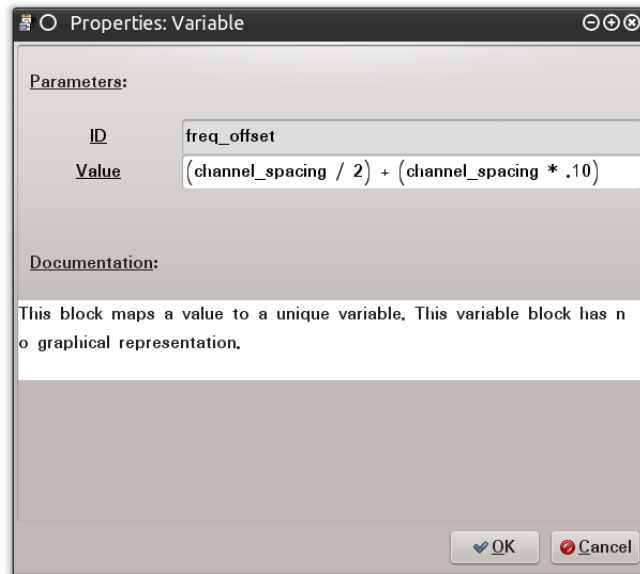 Properties: Variable
Parameters:
ID freq_offset
Value (channel_spacing / 2) + (channel_spacing * .10)
Documentation:
This block maps a value to a unique variable. This variable block has n
o graphical representation.
OK Cancel